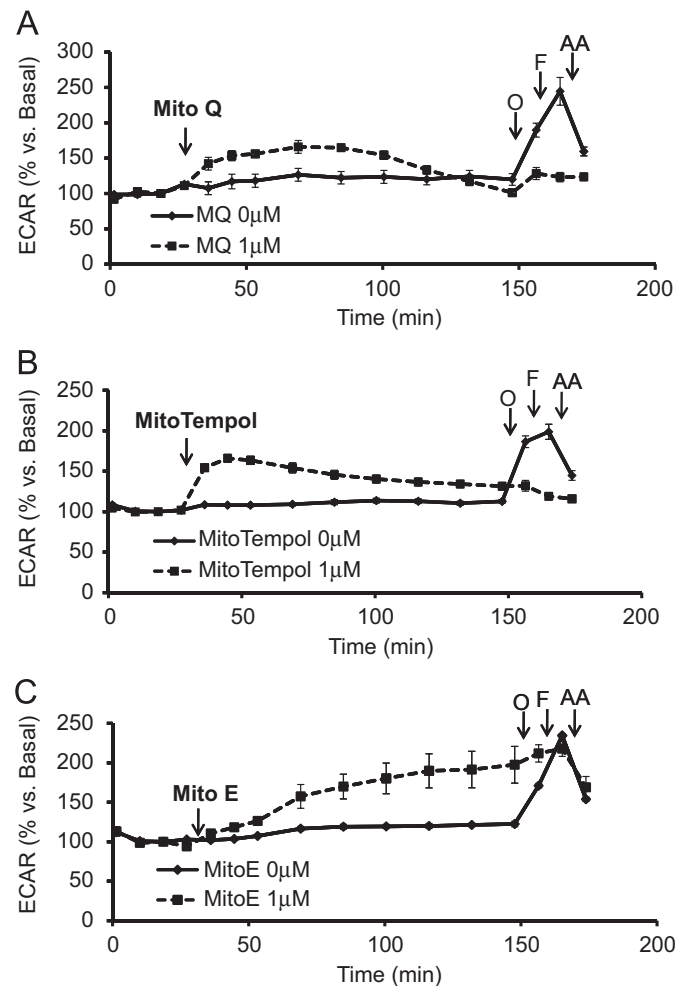 A
ECAR (% vs. Basal)
300
250
200
150
100
50
0
Mito Q
O
F
AA
MQ 0μM
MQ 1μM
0
50
100
150
200
Time (min)
B
ECAR (% vs. Basal)
250
200
150
100
50
0
MitoTempol
O
F
AA
MitoTempol 0μM
MitoTempol 1μM
0
50
100
150
200
Time (min)
C
ECAR (% vs. Basal)
250
200
150
100
50
0
Mito E
O
F
AA
MitoE 0μM
MitoE 1μM
0
50
100
150
200
Time (min)